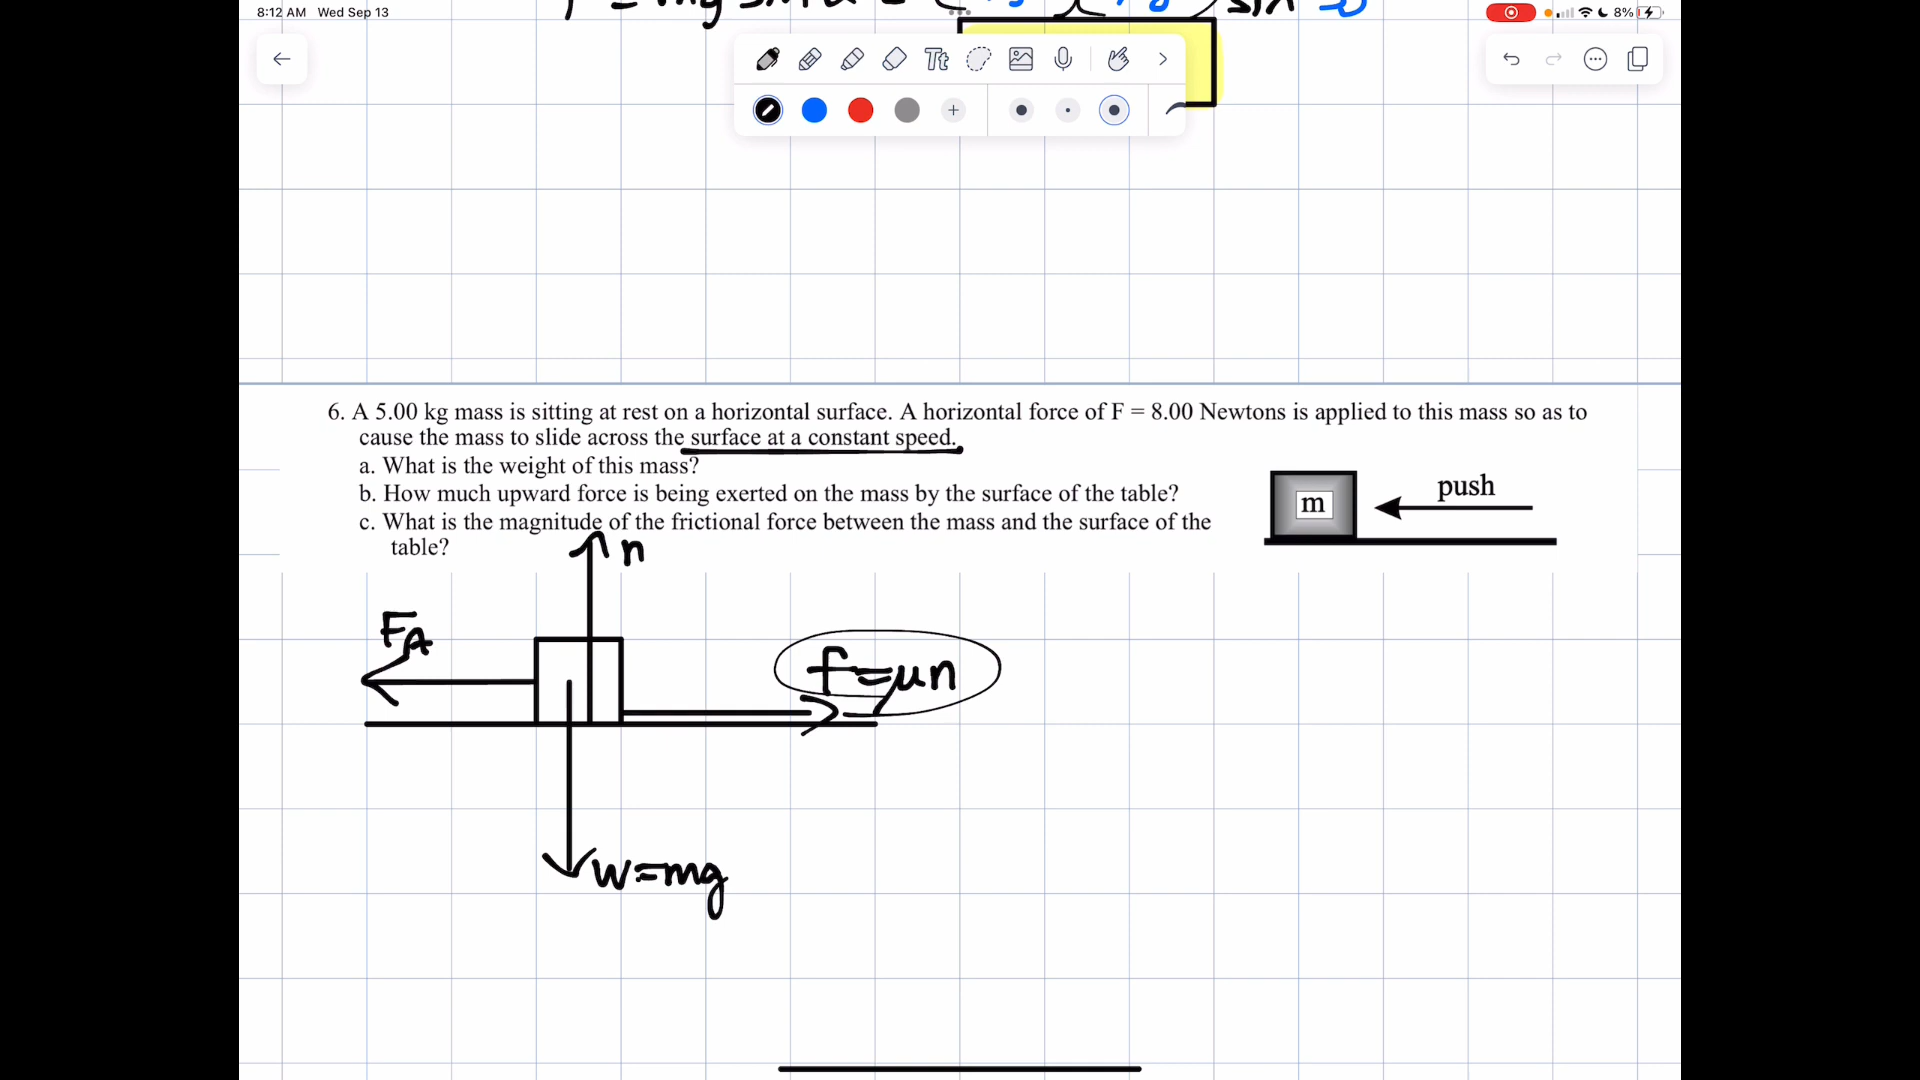 8:12 AM Wed Sep 13
8%
Tt
6. A 5.00 kg mass is sitting at rest on a horizontal surface. A horizontal force of F = 8.00 Newtons is applied to this mass so as to
cause the mass to slide across the surface at a constant speed.
a. What is the weight of this mass?
b. How much upward force is being exerted on the mass by the surface of the table?
c. What is the magnitude of the frictional force between the mass and the surface of the
table?
m
push
n
FA
f=μn
W=mg